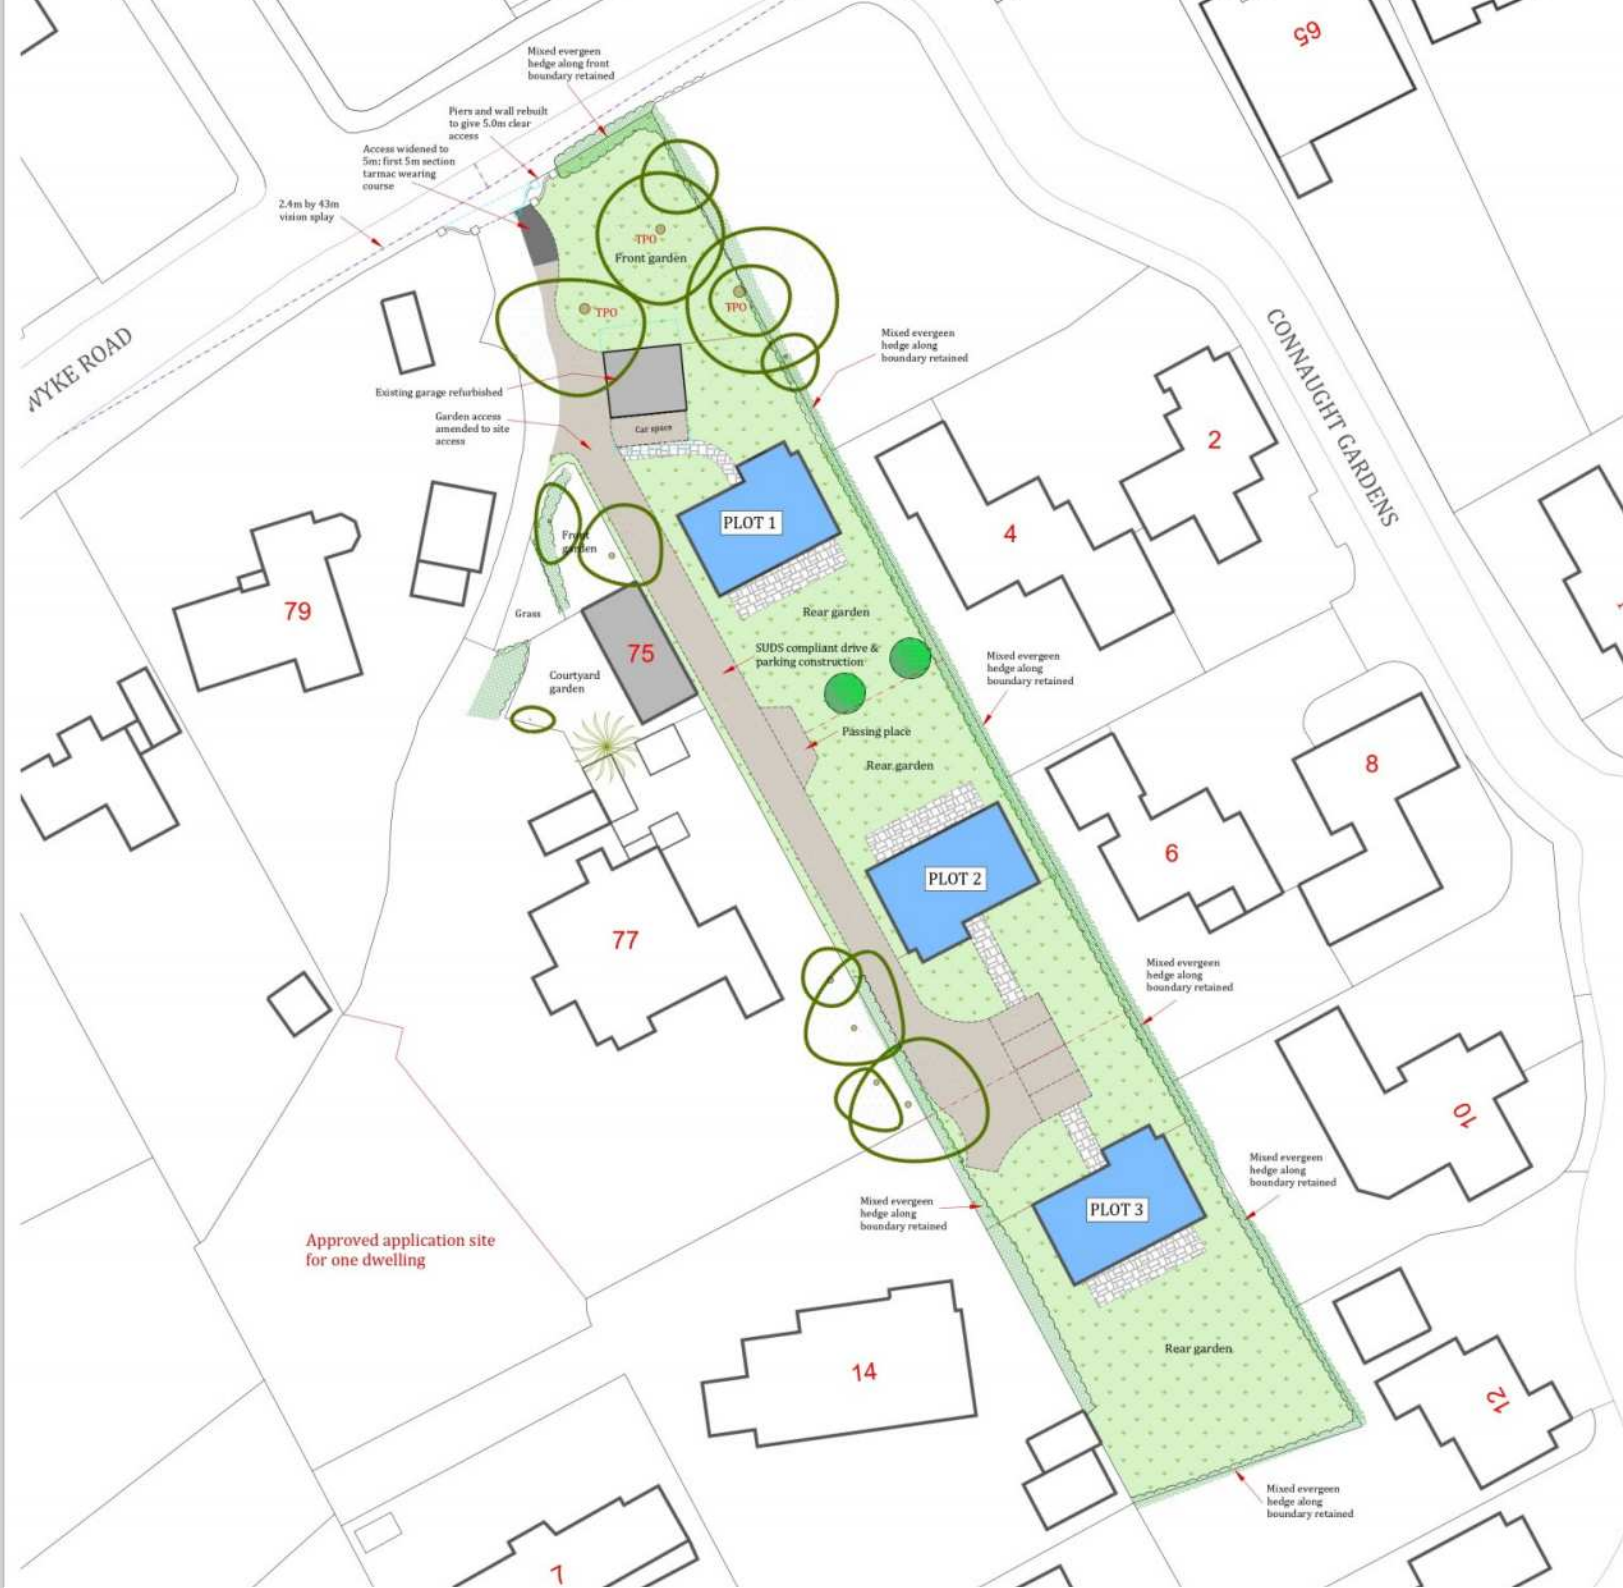 65
Mixed evergeen
hedge along front
boundary retained
Piers and wall rebuilt
to give 5.0m clear
access
Access widened to
5m; first 5m section
tarmac wearing
course
2.4m by 43m
vision splay
TPO
Front garden
TPO
TPO
WYKE ROAD
CONNAUGHT GARDENS
Mixed evergeen
hedge along
boundary retained
Existing garage refurbished
Garden access
amended to site
access
Car space
2
4
PLOT 1
Front
garden
79
Grass
Rear garden
75
SUDS compliant drive &
parking construction
Mixed evergeen
hedge along
boundary retained
Courtyard
garden
Passing place
Rear garden
8
6
PLOT 2
77
Mixed evergeen
hedge along
boundary retained
10
Mixed evergeen
hedge along
boundary retained
Mixed evergeen
hedge along
boundary retained
PLOT 3
Approved application site
for one dwelling
Rear garden
14
12
Mixed evergeen
hedge along
boundary retained
7